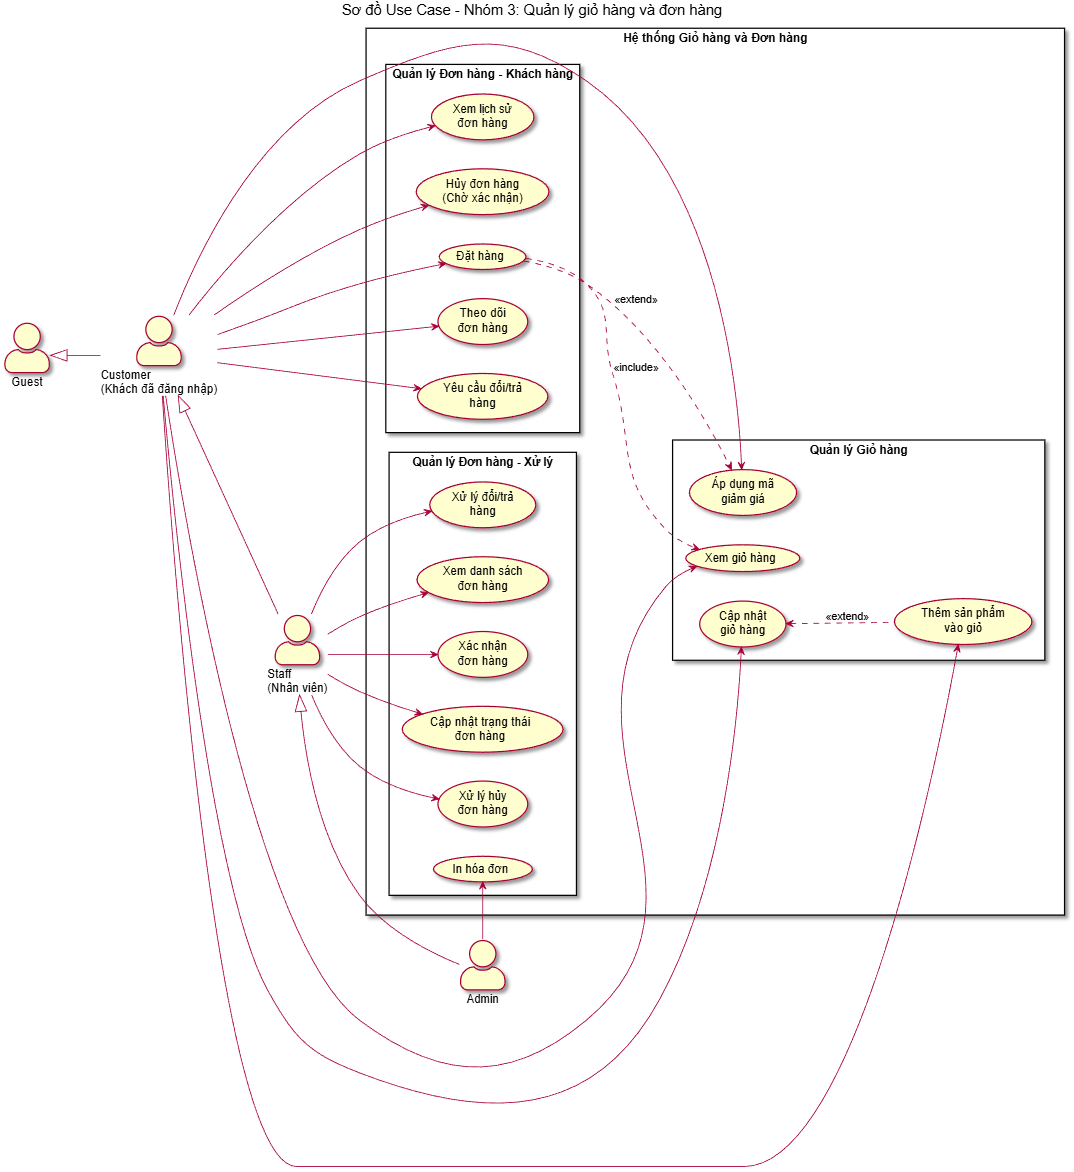 Sơ đồ Use Case - Nhóm 3: Quản lý giỏ hàng và đơn hàng
Hệ thống Giỏ hàng và Đơn hàng
Quản lý Đơn hàng - Khách hàng
Xem lịch sử
đơn hàng
Hủy đơn hàng
(Chờ xác nhận)
Đặt hàng
Theo dõi
đơn hàng
Yêu cầu đổi/trả
hàng
«extend»
«include»
Guest
Customer
(Khách đã đăng nhập)
Quản lý Giỏ hàng
Áp dụng mã
giảm giá
Xem giỏ hàng
Cập nhật
giỏ hàng
«extend»
Thêm sản phẩm
vào giỏ
Quản lý Đơn hàng - Xử lý
Xử lý đổi/trả
hàng
Xem danh sách
đơn hàng
Xác nhận
đơn hàng
Cập nhật trạng thái
đơn hàng
Xử lý hủy
đơn hàng
In hóa đơn
Staff
(Nhân viên)
Admin